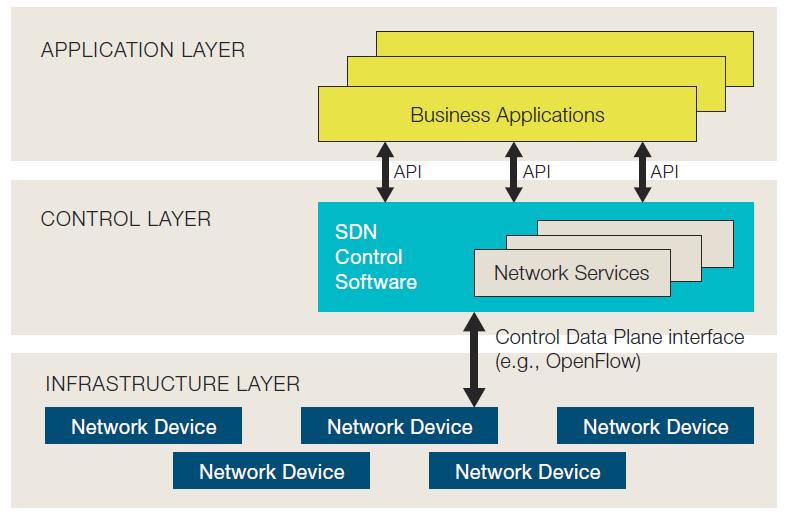 APPLICATION LAYER
Business Applications
API
API
API
CONTROL LAYER
SDN
Control
Software
Network Services
Control Data Plane interface
(e.g., OpenFlow)
INFRASTRUCTURE LAYER
Network Device
Network Device
Network Device
Network Device
Network Device